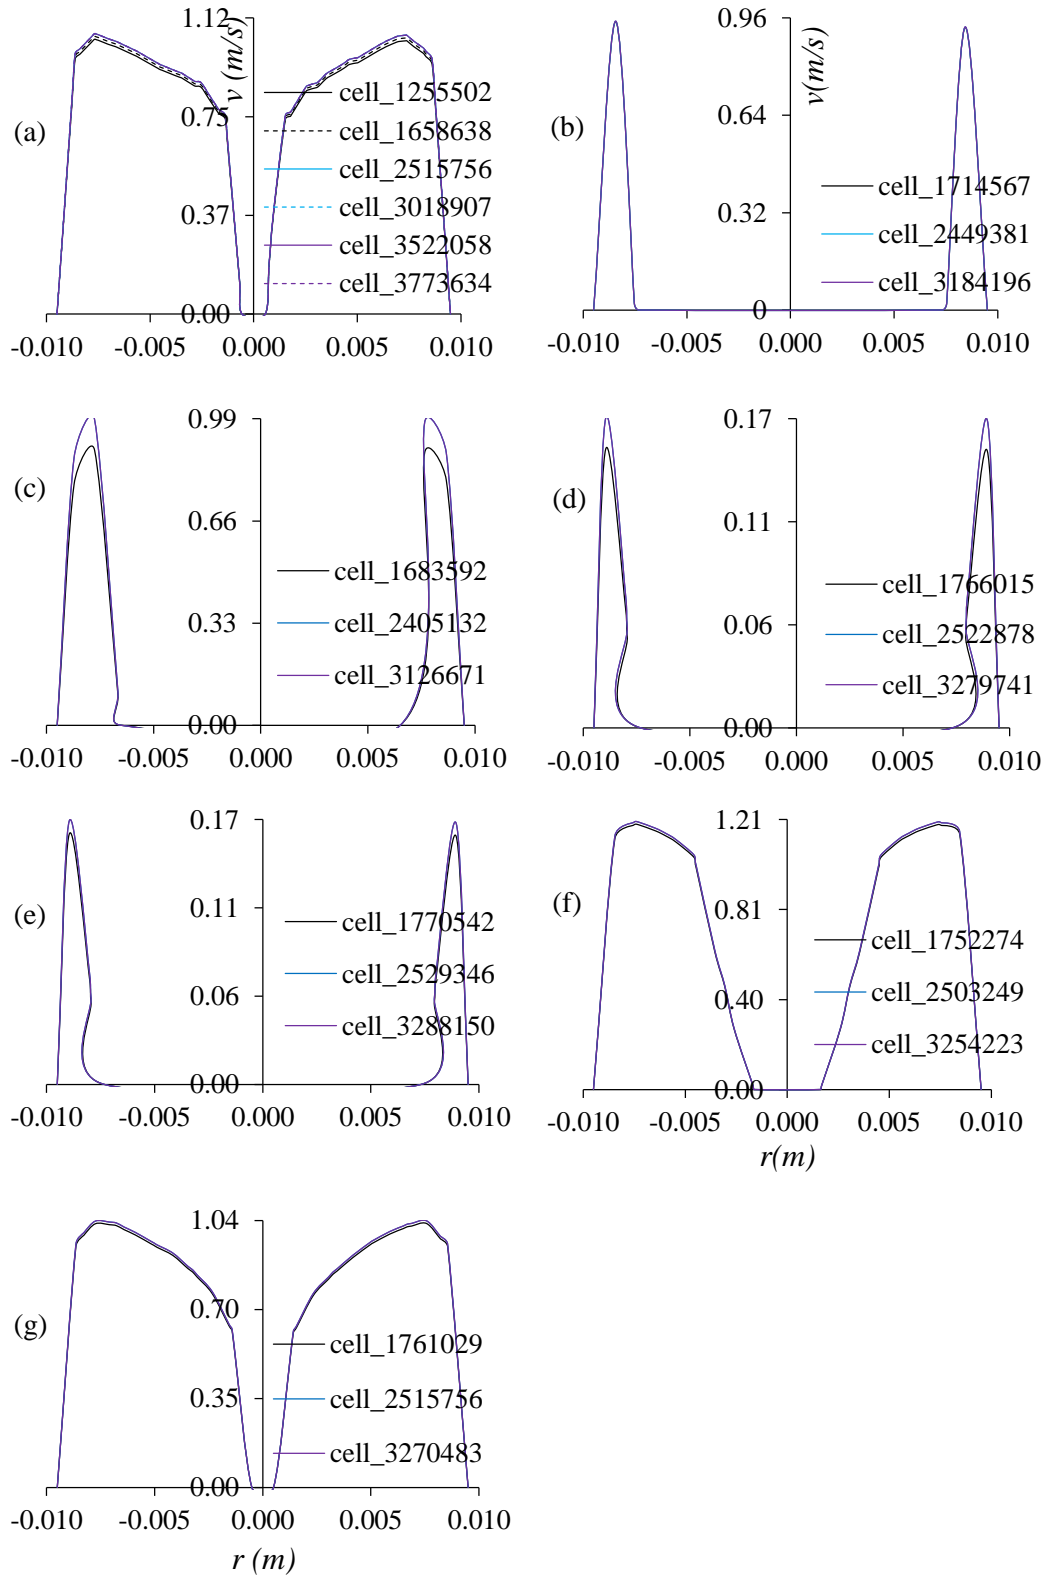 (a)
v (m/s)
1.12
0.75
0.37
0.00
cell_1255502
cell_1658638
cell_2515756
cell_3018907
cell_3522058
cell_3773634
-0.010 -0.005 0.000 0.005 0.010
(b)
v(m/s)
0.96
0.64
0.32
0
cell_1714567
cell_2449381
cell_3184196
-0.010 -0.005 0.000 0.005 0.010
(c)
0.99
0.66
0.33
0.00
cell_1683592
cell_2405132
cell_3126671
-0.010 -0.005 0.000 0.005 0.010
(d)
0.17
0.11
0.06
0.00
cell_1766015
cell_2522878
cell_3279741
-0.010 -0.005 0.000 0.005 0.010
(e)
0.17
0.11
0.06
0.00
cell_1770542
cell_2529346
cell_3288150
-0.010 -0.005 0.000 0.005 0.010
(f)
1.21
0.81
0.40
0.00
cell_1752274
cell_2503249
cell_3254223
-0.010 -0.005 0.000 0.005 0.010
r(m)
(g)
1.04
0.70
0.35
0.00
cell_1761029
cell_2515756
cell_3270483
-0.010 -0.005 0.000 0.005 0.010
r (m)